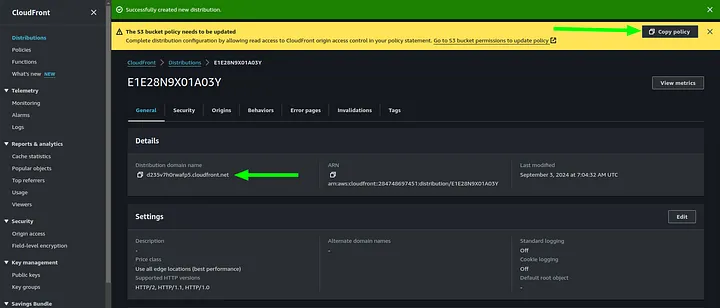 CloudFront
Distributions
Policies
Functions
What's new NEW
Telemetry
Monitoring
Alarms
Logs
Reports & analytics
Cache statistics
Popular objects
Top referrers
Usage
Viewers
Security
Origin access
Field-level encryption
Key management
Public keys
Key groups
Savings Bundle
Successfully created new distribution.
The S3 bucket policy needs to be updated
Complete distribution configuration by allowing read access to CloudFront origin access control in your policy statement. Go to S3 bucket permissions to update policy
Copy policy
CloudFront > Distributions > E1E28N9X01A03Y
E1E28N9X01A03Y
View metrics
General Security Origins Behaviors Error pages Invalidations Tags
Details
Distribution domain name
d235v7h0rwafp5.cloudfront.net
ARN
arn:aws:cloudfront::284748697451:distribution/E1E28N9X01A03Y
Last modified
September 3, 2024 at 7:04:32 AM UTC
Settings
Edit
Description
-
Price class
Use all edge locations (best performance)
Supported HTTP versions
HTTP/2, HTTP/1.1, HTTP/1.0
Alternate domain names
-
Standard logging
Off
Cookie logging
Off
Default root object
-